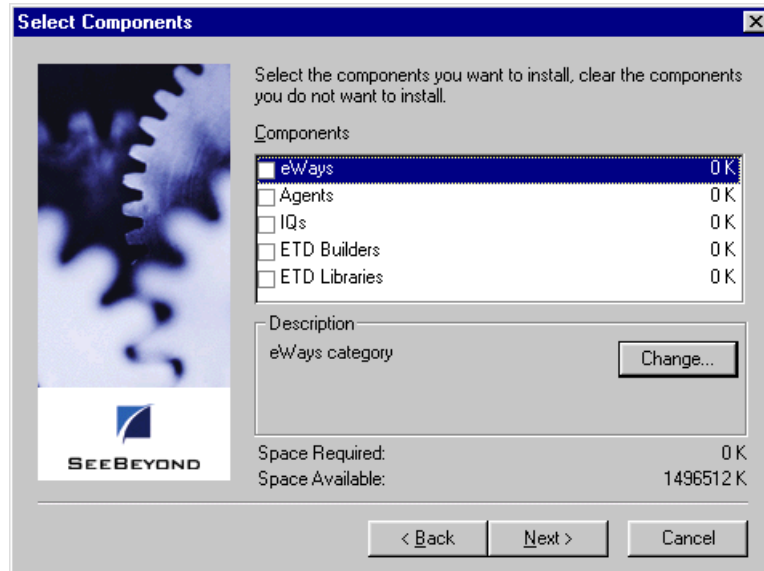 Select Components
Select the components you want to install, clear the components
you do not want to install.
Components
eWays 0 K
Agents 0 K
IQs 0 K
ETD Builders 0 K
ETD Libraries 0 K
Description
eWays category
Change...
SEEBEYOND
Space Required: 0 K
Space Available: 1496512 K
< Back Next > Cancel